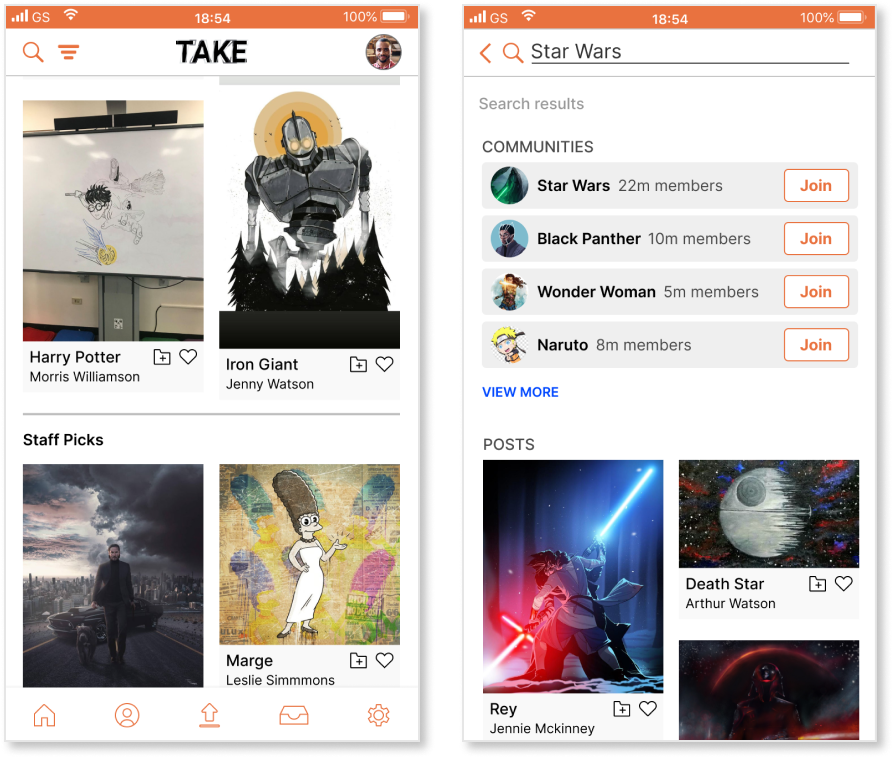 GS 18:54 100%
TAKE
Harry Potter
Morris Williamson
Iron Giant
Jenny Watson
Staff Picks
Marge
Leslie Simmmons
GS 18:54 100%
Star Wars
Search results
COMMUNITIES
Star Wars 22m members Join
Black Panther 10m members Join
Wonder Woman 5m members Join
Naruto 8m members Join
VIEW MORE
POSTS
Rey
Jennie Mckinney
Death Star
Arthur Watson